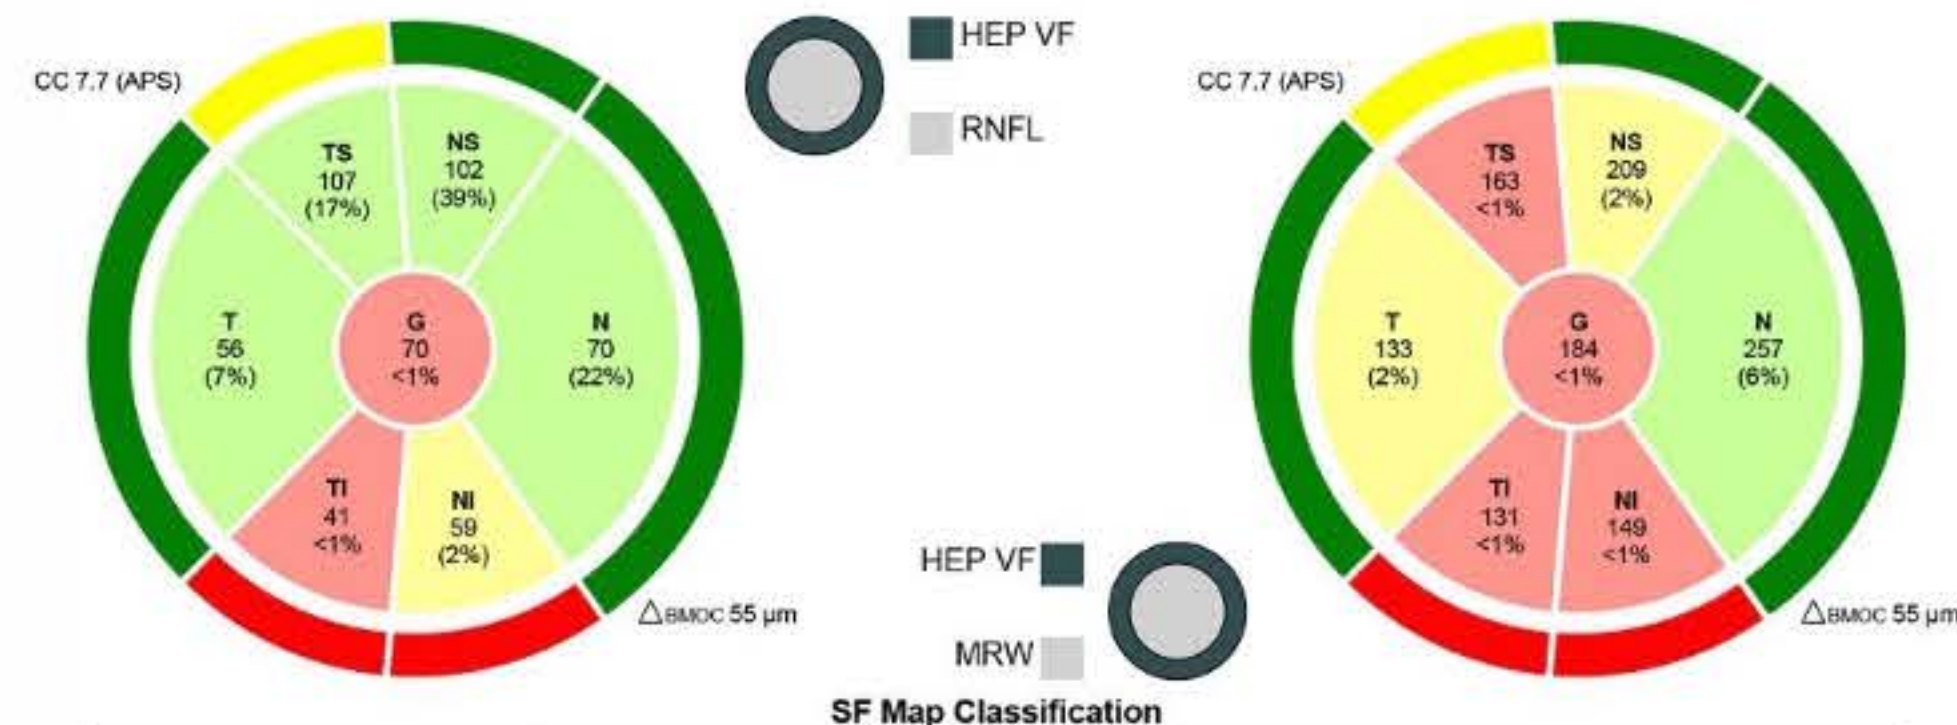 HEP VF
RNFL
CC 7.7 (APS)
TS
107
(17%)
NS
102
(39%)
T
56
(7%)
G
70
<1%
N
70
(22%)
TI
41
<1%
NI
59
(2%)
△BMOC 55 µm
CC 7.7 (APS)
TS
163
<1%
NS
209
(2%)
T
133
(2%)
G
184
<1%
N
257
(6%)
TI
131
<1%
NI
149
<1%
△BMOC 55 µm
HEP VF
MRW
SF Map Classification